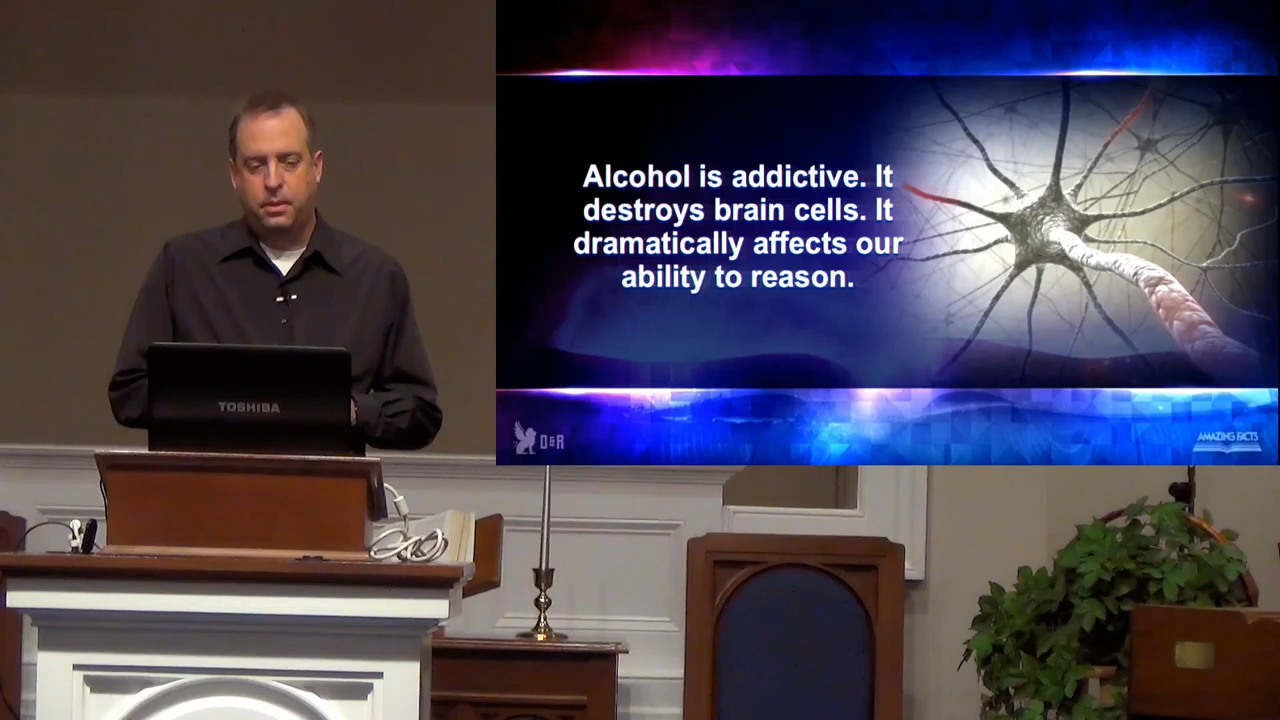 Alcohol is addictive. It
destroys brain cells. It
dramatically affects our
ability to reason.
D&R
AMAZING FACTS
TOSHIBA